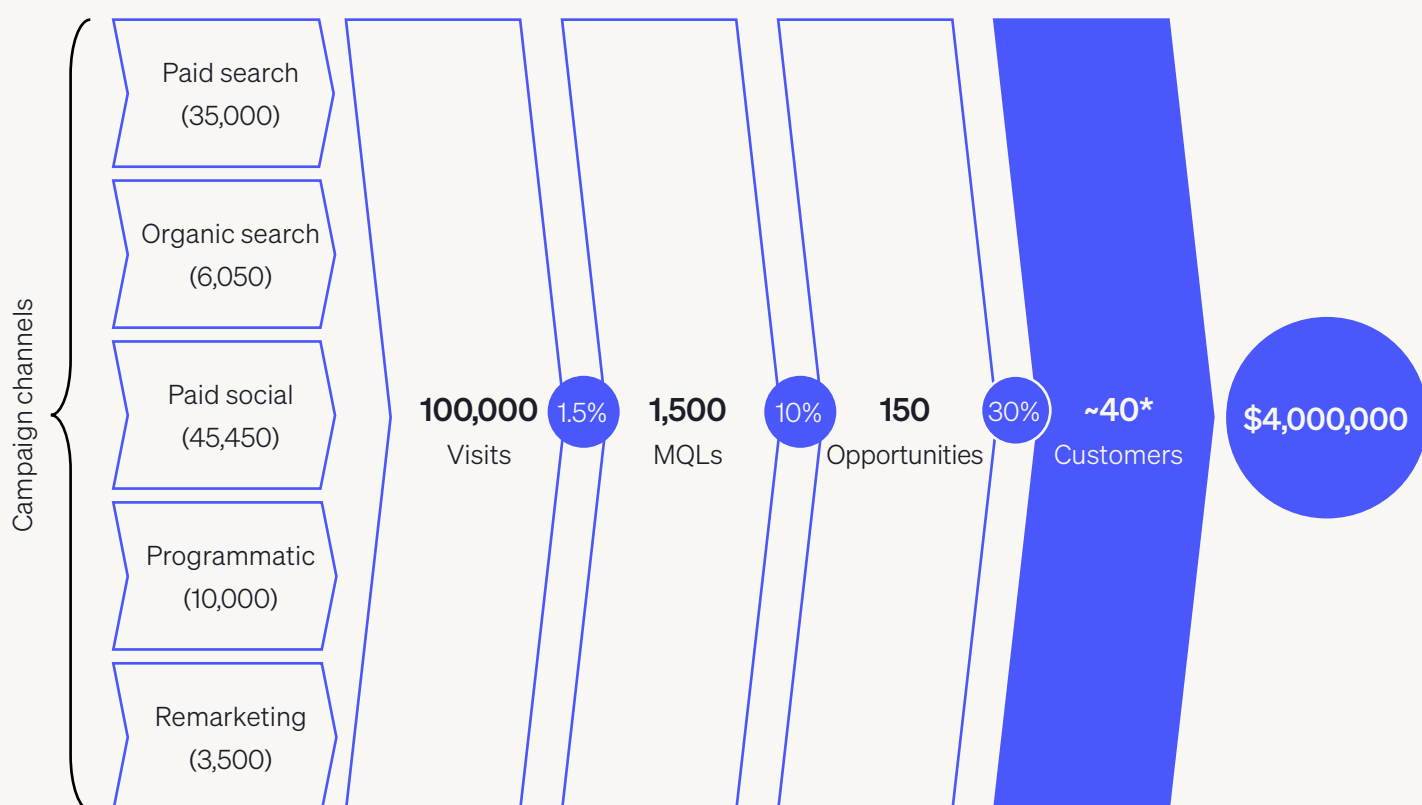 Campaign channels
Paid search
(35,000)
Organic search
(6,050)
Paid social
(45,450)
Programmatic
(10,000)
Remarketing
(3,500)
100,000
Visits
1.5%
1,500
MQLs
10%
150
Opportunities
30%
~40*
Customers
$4,000,000